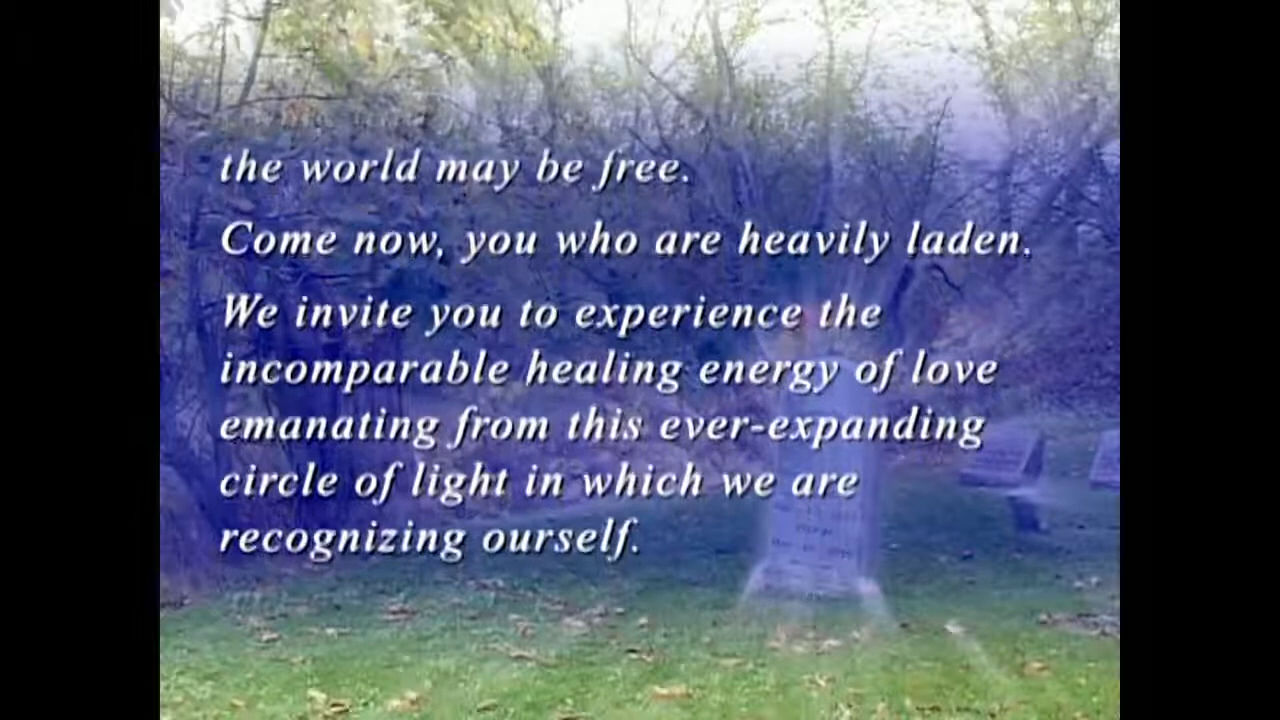 the world may be free.
Come now, you who are heavily laden.
We invite you to experience the
incomparable healing energy of love
emanating from this ever-expanding
circle of light in which we are
recognizing ourself.